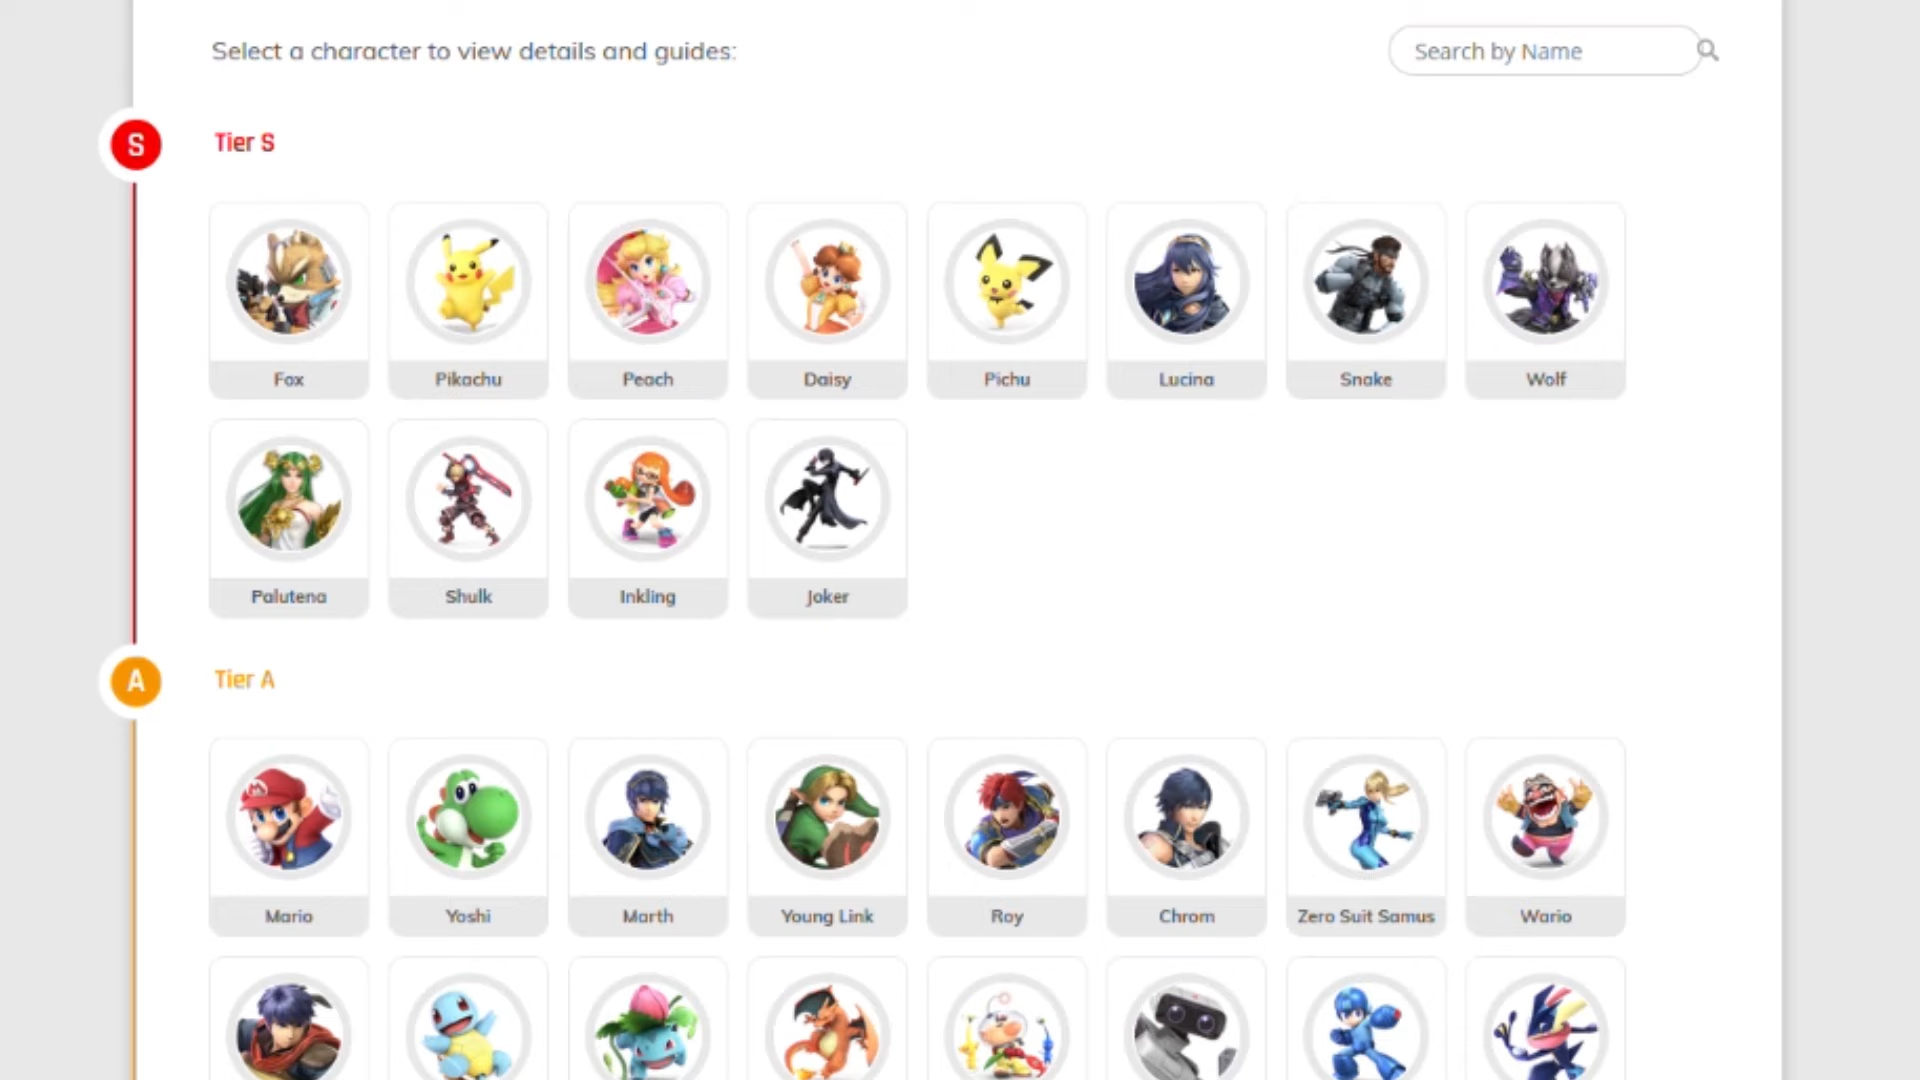 Select a character to view details and guides:
Search by Name
S
Tier S
Fox
Pikachu
Peach
Daisy
Pichu
Lucina
Snake
Wolf
Palutena
Shulk
Inkling
Joker
A
Tier A
M
Mario
Yoshi
Marth
Young Link
Roy
Chrom
Zero Suit Samus
Wario